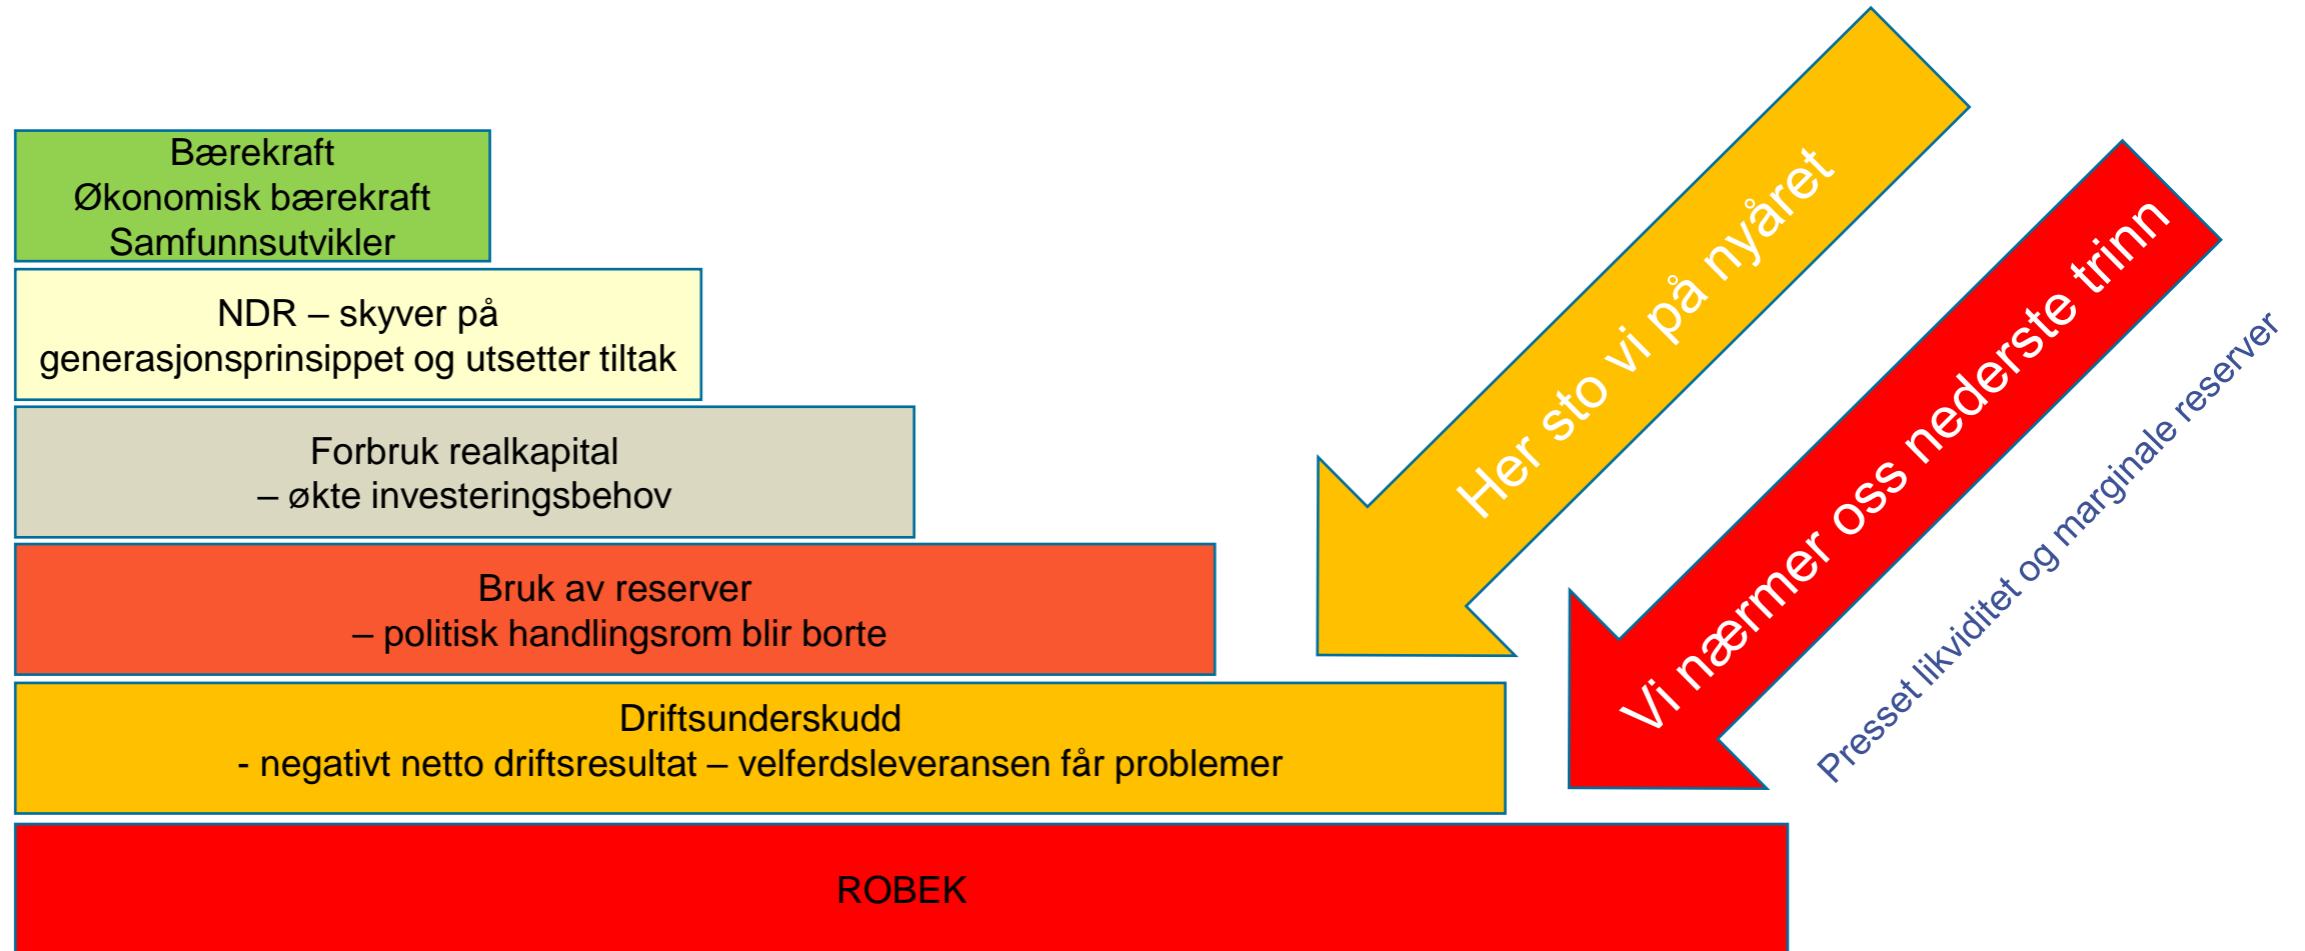 Bærekraft
Økonomisk bærekraft
Samfunnsutvikler
NDR – skyver på
generasjonsprinsippet og utsetter tiltak
Forbruk realkapital
– økte investeringsbehov
Bruk av reserver
– politisk handlingsrom blir borte
Driftsunderskudd
- negativt netto driftsresultat – velferdsleveransen får problemer
ROBEK
Her sto vi på nyåret
Vi nærmer oss nederste trinn
Presset likviditet og marginale reserver